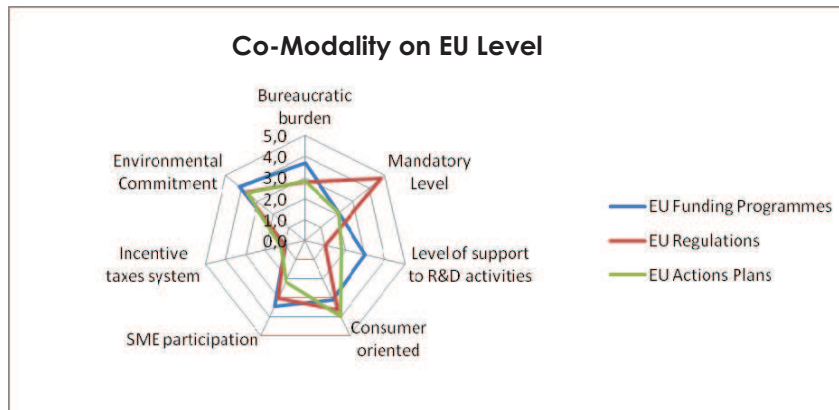 Co-Modality on EU Level
Bureaucratic
burden
5,0
4,0
3,0
2,0
1,0
0,0
Environmental
Commitment
Mandatory
Level
Incentive
taxes system
Level of support
to R&D activities
SME participation
Consumer
oriented
EU Funding Programmes
EU Regulations
EU Actions Plans